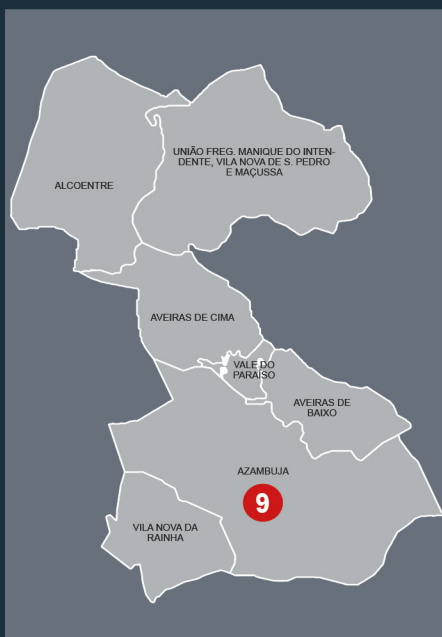 UNIÃO FREG. MANIQUE DO INTEN-
DENTE, VILA NOVA DE S. PEDRO
E MAÇUSSA
ALCOENTRE
AVEIRAS DE CIMA
VALE DO
PARAÍSO
AVEIRAS DE
BAIXO
AZAMBUJA
9
VILA NOVA DA
RAINHA